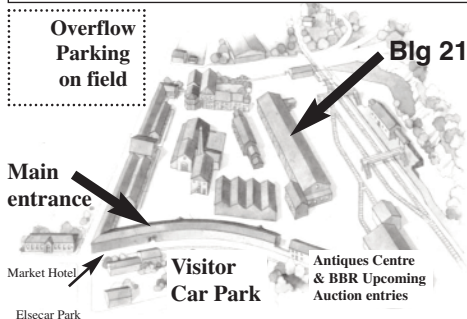 Overflow
Parking
on field
Blg 21
Main
entrance
Market Hotel
Elsecar Park
Visitor
Car Park
Antiques Centre
& BBR Upcoming
Auction entries